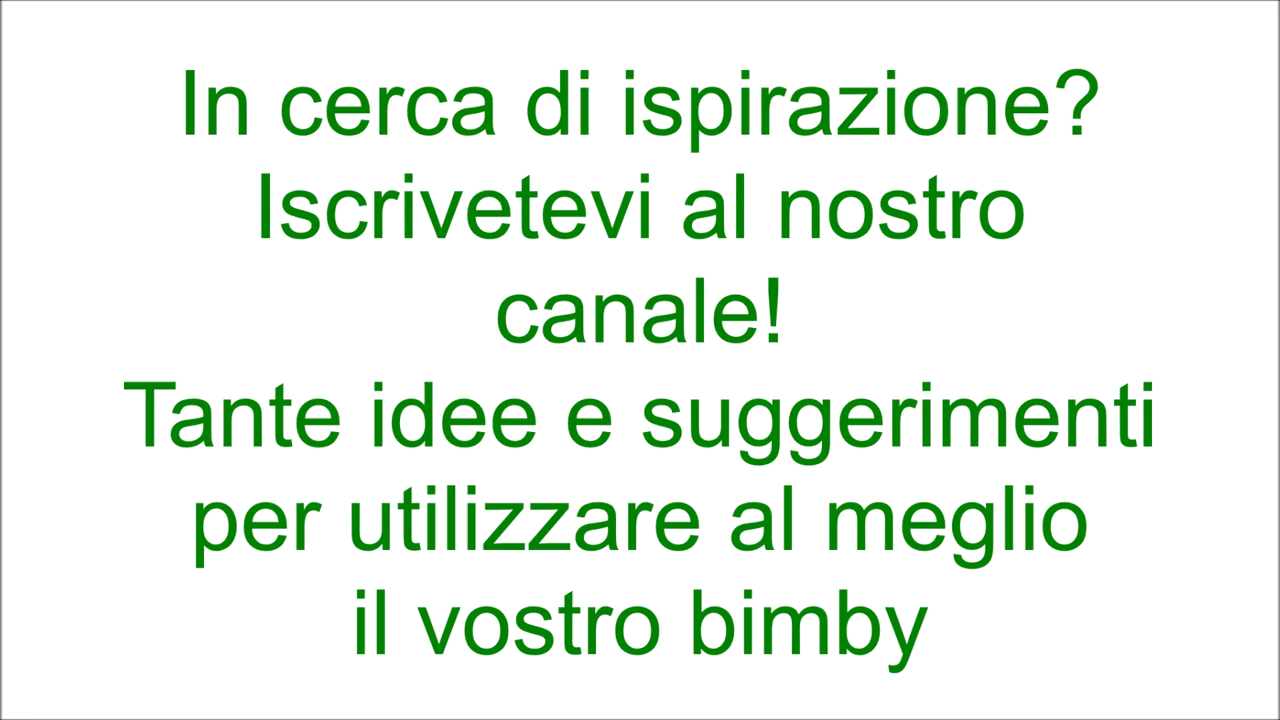 In cerca di ispirazione?
Iscrivetevi al nostro
canale!
Tante idee e suggerimenti
per utilizzare al meglio
il vostro bimby